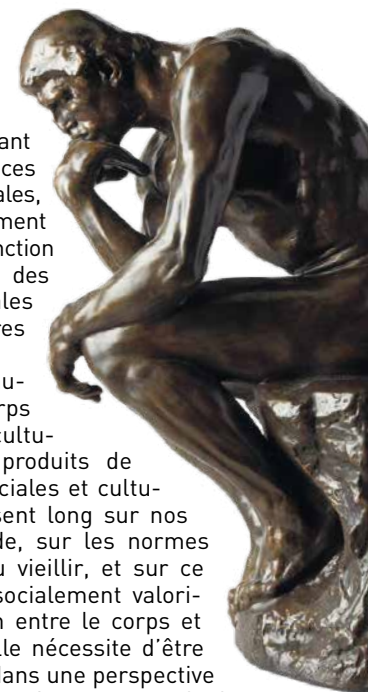 ant
ces
ales,
ment
nction
des
ales
res
u-
rps
cultu-
produits de
ciales et cultu-
sent long sur nos
de, sur les normes
u vieillir, et sur ce
socialement valori-
n entre le corps et
lle nécessite d'être
dans une perspective